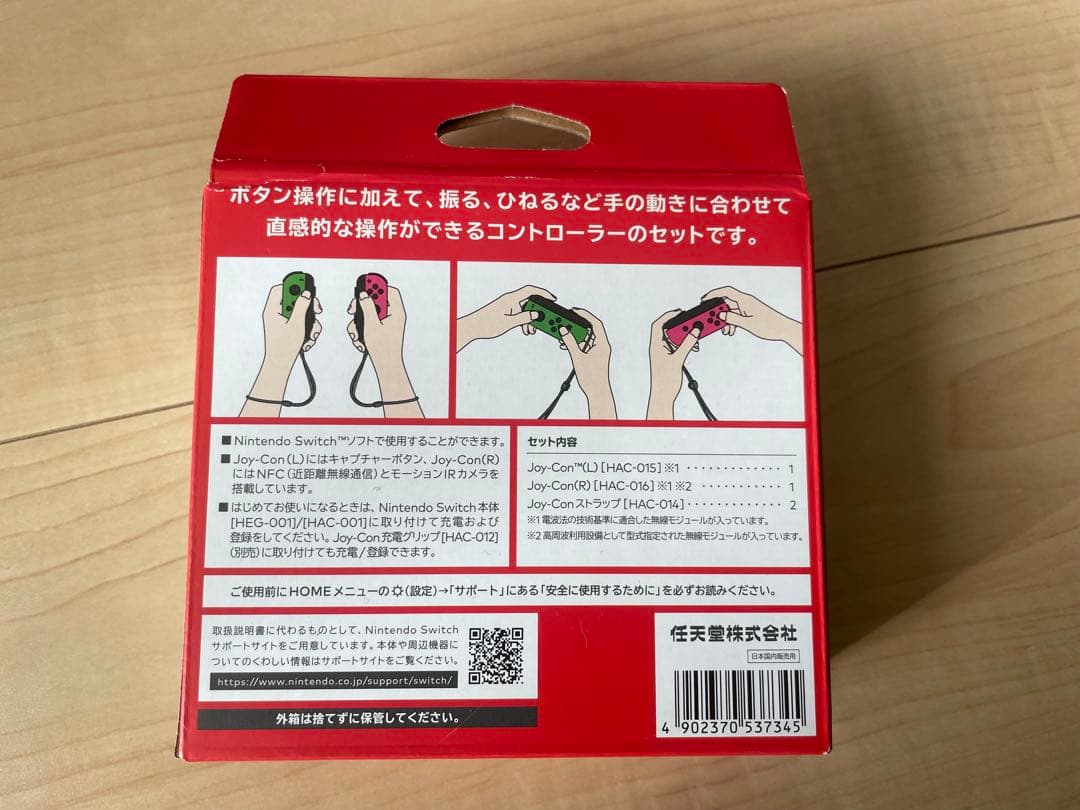 ボタン操作に加えて、振る、ひねるなど手の動きに合わせて
直感的な操作ができるコントローラーのセットです。
■Nintendo Switch™ソフトで使用することができます。
■Joy-Con(L)にはキャプチャーボタン、Joy-Con(R)
にはNFC（近距離無線通信）とモーションIRカメラを
搭載しています。
■はじめてお使いになるときは、Nintendo Switch本体
[HEG-001]/[HAC-001]に取り付けて充電および
登録をしてください。Joy-Con充電グリップ[HAC-012]
(別売)に取り付けても充電/登録できます。
セット内容
Joy-Con™(L)[HAC-015]※1 ・・・・・・・・・・・・・ 1
Joy-Con(R)[HAC-016]※1 ※2 ・・・・・・・・・・・ 1
Joy-Conストラップ[HAC-014] ・・・・・・・・・・ 2
※1 電波法の技術基準に適合した無線モジュールが入っています。
※2 高周波利用設備として型式指定された無線モジュールが入っています。
ご使用前にHOMEメニューの(設定)→「サポート」にある「安全に使用するために」を必ずお読みください。
取扱説明書に代わるものとして、Nintendo Switch
サポートサイトをご用意しています。本体や周辺機器に
ついてのくわしい情報はサポートサイトをご覧ください。
https://www.nintendo.co.jp/support/switch/
外箱は捨てずに保管してください。
任天堂株式会社
日本国内販売用
4 902370 537345